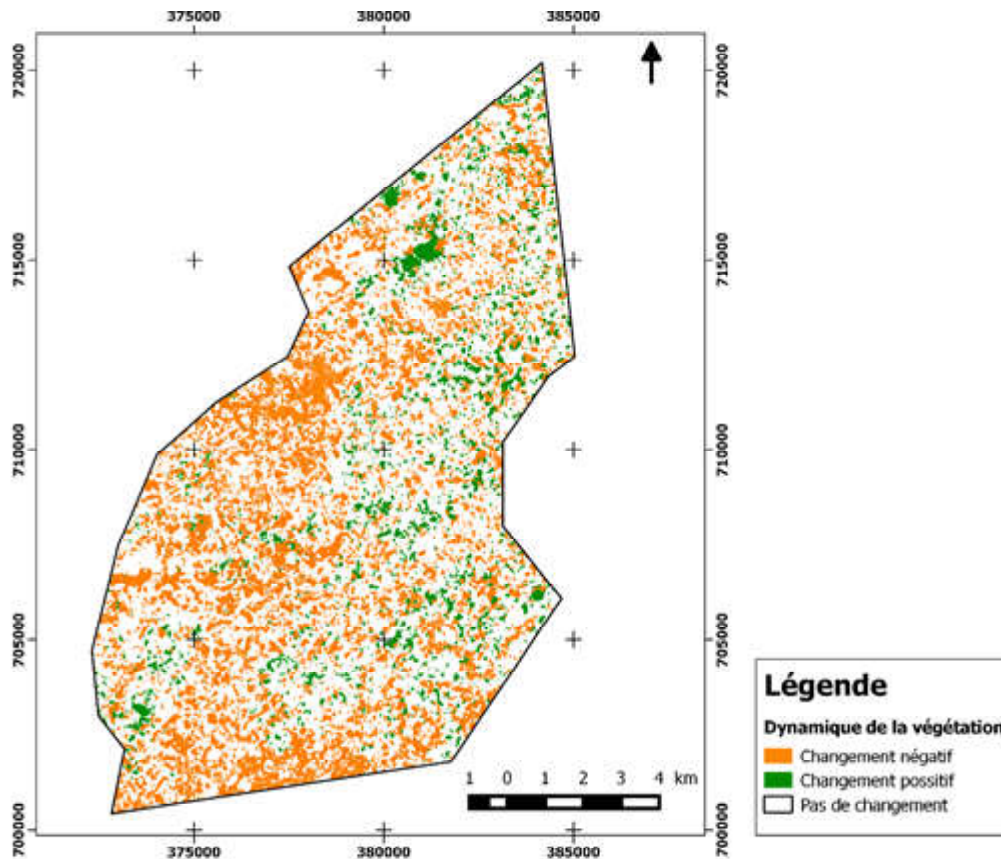 375000 380000 385000
720000 720000
715000 715000
710000 710000
705000 705000
700000 700000
1 0 1 2 3 4 km
375000 380000 385000
Légende
Dynamique de la végétation
Changement négatif
Changement possitif
Pas de changement